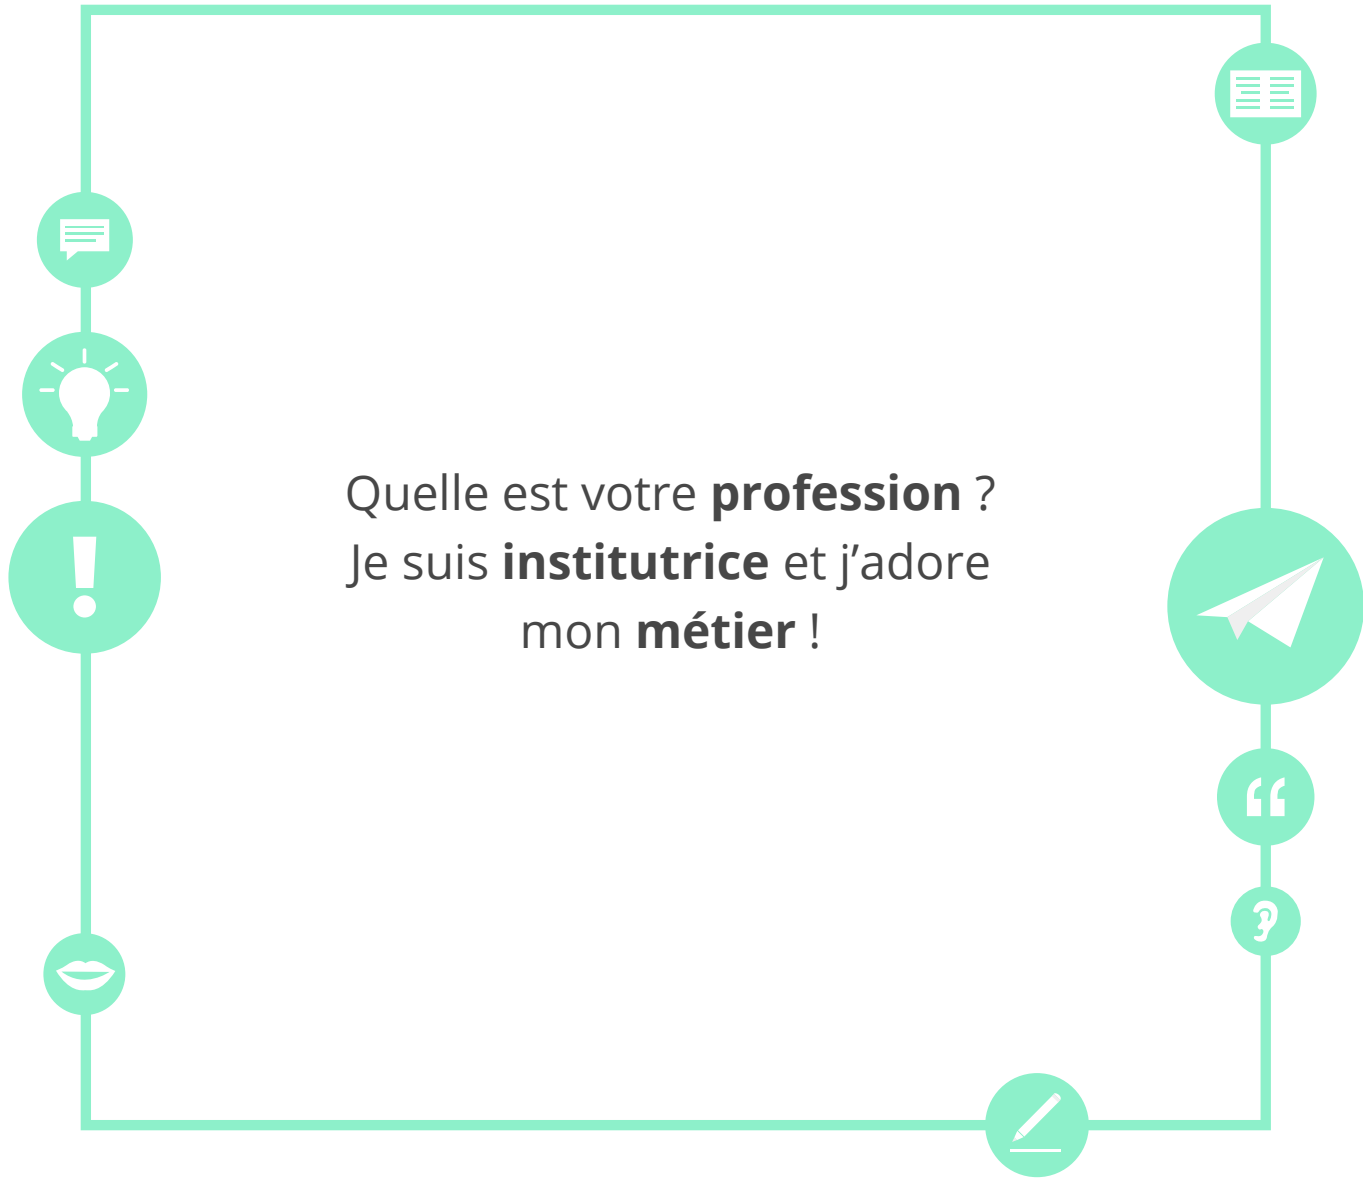 Quelle est votre profession ?
Je suis institutrice et j’adore
mon métier !